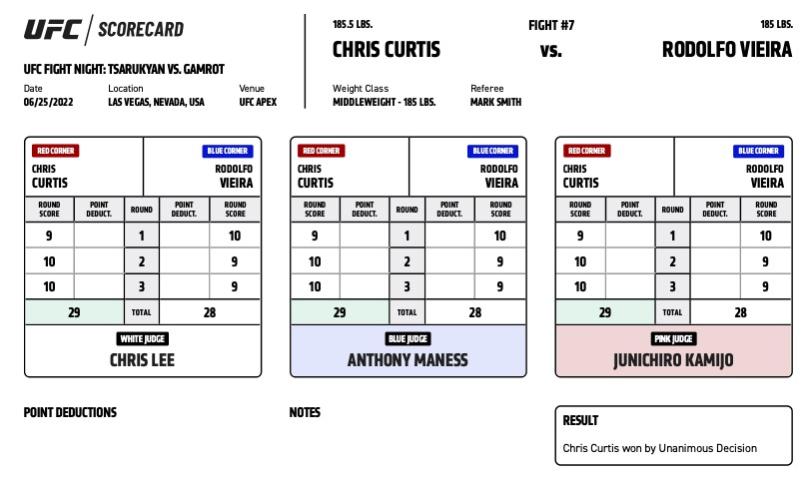 UFC / SCORECARD
UFC FIGHT NIGHT: TSARUKYAN VS. GAMROT
Date Location Venue
06/25/2022 LAS VEGAS, NEVADA, USA UFC APEX
185.5 LBS. FIGHT #7 185 LBS.
CHRIS CURTIS VS. RODOLFO VIEIRA
Weight Class Referee
MIDDLEWEIGHT - 185 LBS. MARK SMITH
RED CORNER BLUE CORNER
CHRIS RODOLFO
CURTIS VIEIRA
ROUND SCORE POINT DEDUCT. ROUND POINT DEDUCT. ROUND SCORE
9 1 10
10 2 9
10 3 9
29 TOTAL 28
WHITE JUDGE
CHRIS LEE
RED CORNER BLUE CORNER
CHRIS RODOLFO
CURTIS VIEIRA
ROUND SCORE POINT DEDUCT. ROUND POINT DEDUCT. ROUND SCORE
9 1 10
10 2 9
10 3 9
29 TOTAL 28
BLUE JUDGE
ANTHONY MANESS
RED CORNER BLUE CORNER
CHRIS RODOLFO
CURTIS VIEIRA
ROUND SCORE POINT DEDUCT. ROUND POINT DEDUCT. ROUND SCORE
9 1 10
10 2 9
10 3 9
29 TOTAL 28
PINK JUDGE
JUNICHIRO KAMIJO
POINT DEDUCTIONS
NOTES
RESULT
Chris Curtis won by Unanimous Decision